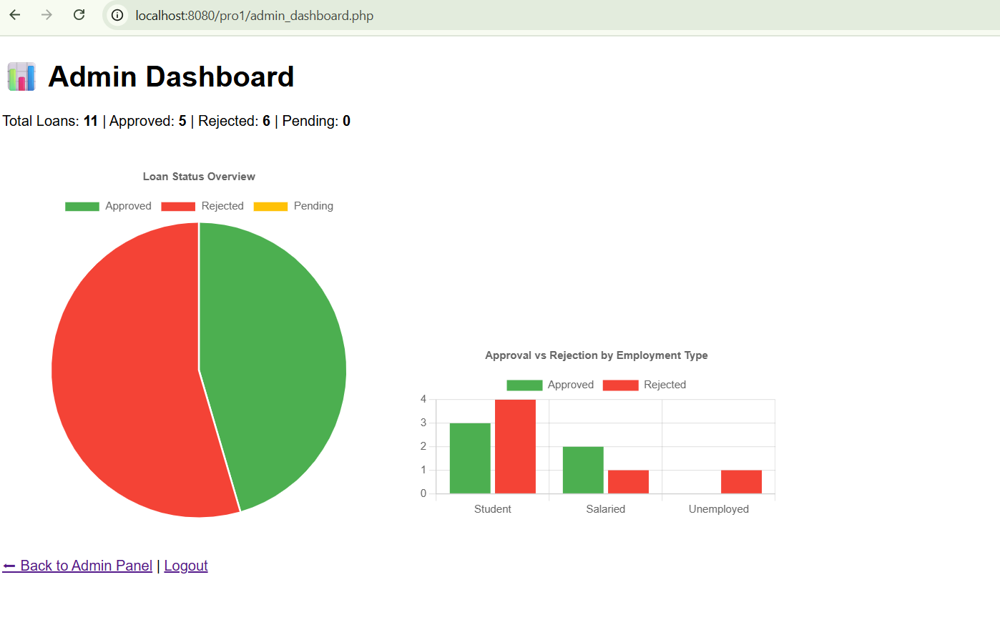 localhost:8080/pro1/admin_dashboard.php
Admin Dashboard
Total Loans: 11 | Approved: 5 | Rejected: 6 | Pending: 0
Loan Status Overview
Approved Rejected Pending
Approval vs Rejection by Employment Type
Approved Rejected
4
3
2
1
0
Student Salaried Unemployed
← Back to Admin Panel | Logout